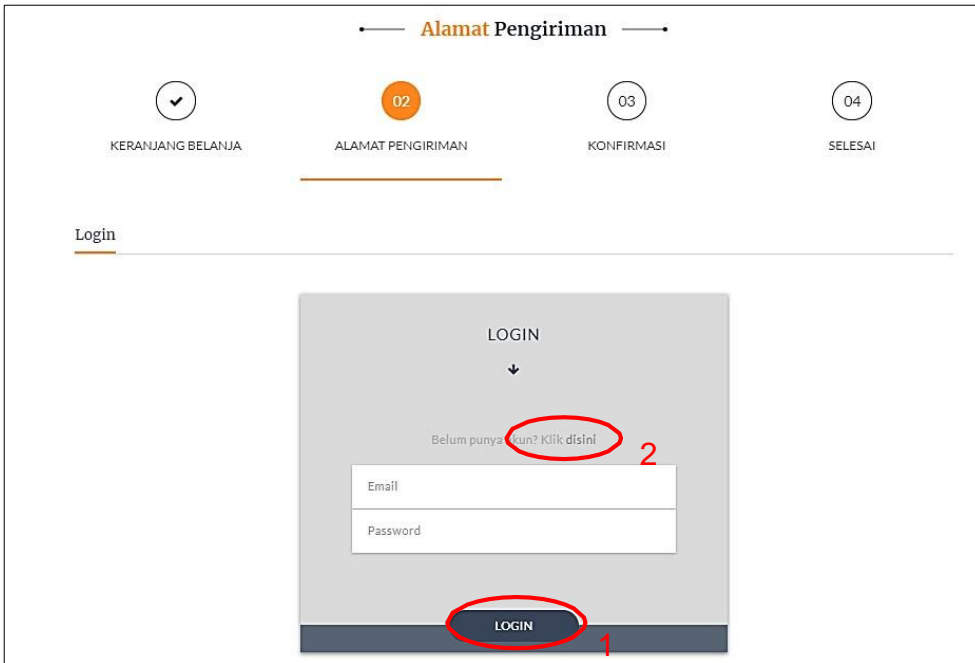 Alamat Pengiriman
02
03
04
KERANJANG BELANJA
ALAMAT PENGIRIMAN
KONFIRMASI
SELESAI
Login
LOGIN
Belum punya akun? Klik disini
2
Email
Password
LOGIN
1